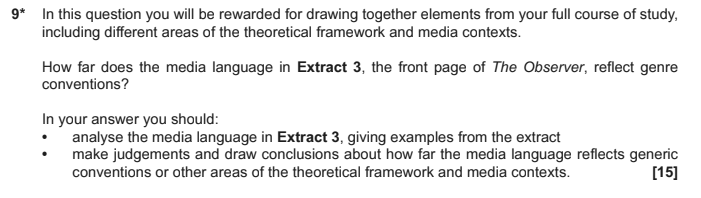 9* In this question you will be rewarded for drawing together elements from your full course of study,
including different areas of the theoretical framework and media contexts.
How far does the media language in Extract 3, the front page of The Observer, reflect genre
conventions?
In your answer you should:
• analyse the media language in Extract 3, giving examples from the extract
• make judgements and draw conclusions about how far the media language reflects generic
conventions or other areas of the theoretical framework and media contexts. [15]